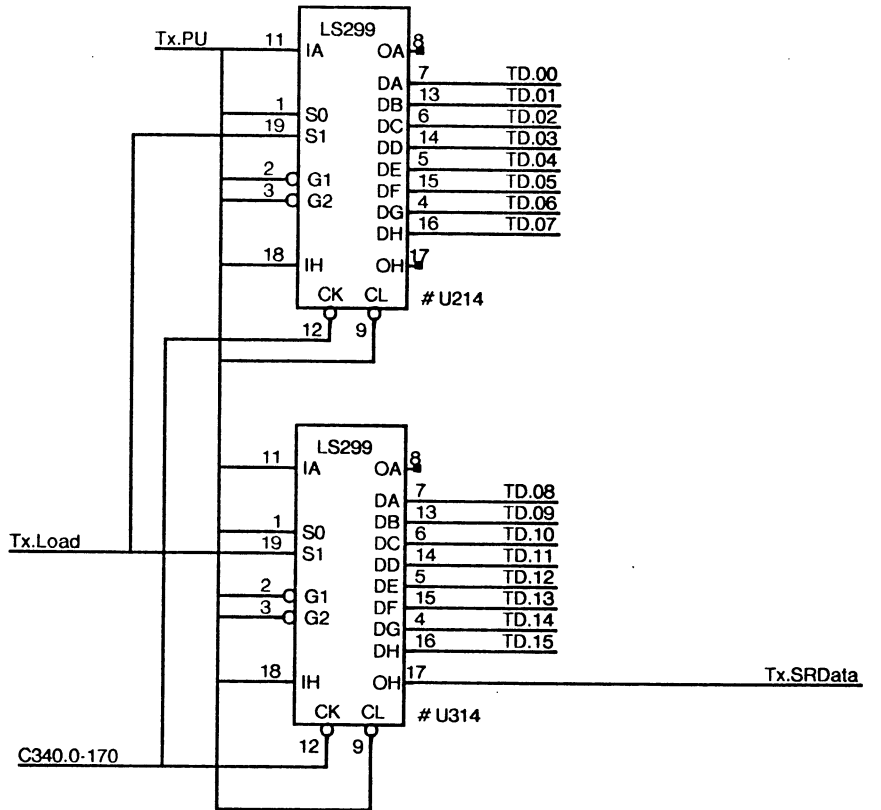 LS299
Tx.PU 11 IA OA 8
DA 7 TD.00
DB 13 TD.01
1 S0 DC 6 TD.02
19 S1 DD 14 TD.03
DE 5 TD.04
2 G1 DF 15 TD.05
3 G2 DG 4 TD.06
DH 16 TD.07
18 IH OH 17
CK CL # U214
12 9
LS299
11 IA OA 8
DA 7 TD.08
DB 13 TD.09
1 S0 DC 6 TD.10
Tx.Load 19 S1 DD 14 TD.11
DE 5 TD.12
2 G1 DF 15 TD.13
3 G2 DG 4 TD.14
DH 16 TD.15
18 IH OH 17 Tx.SRData
CK CL # U314
12 9
C340.0-170